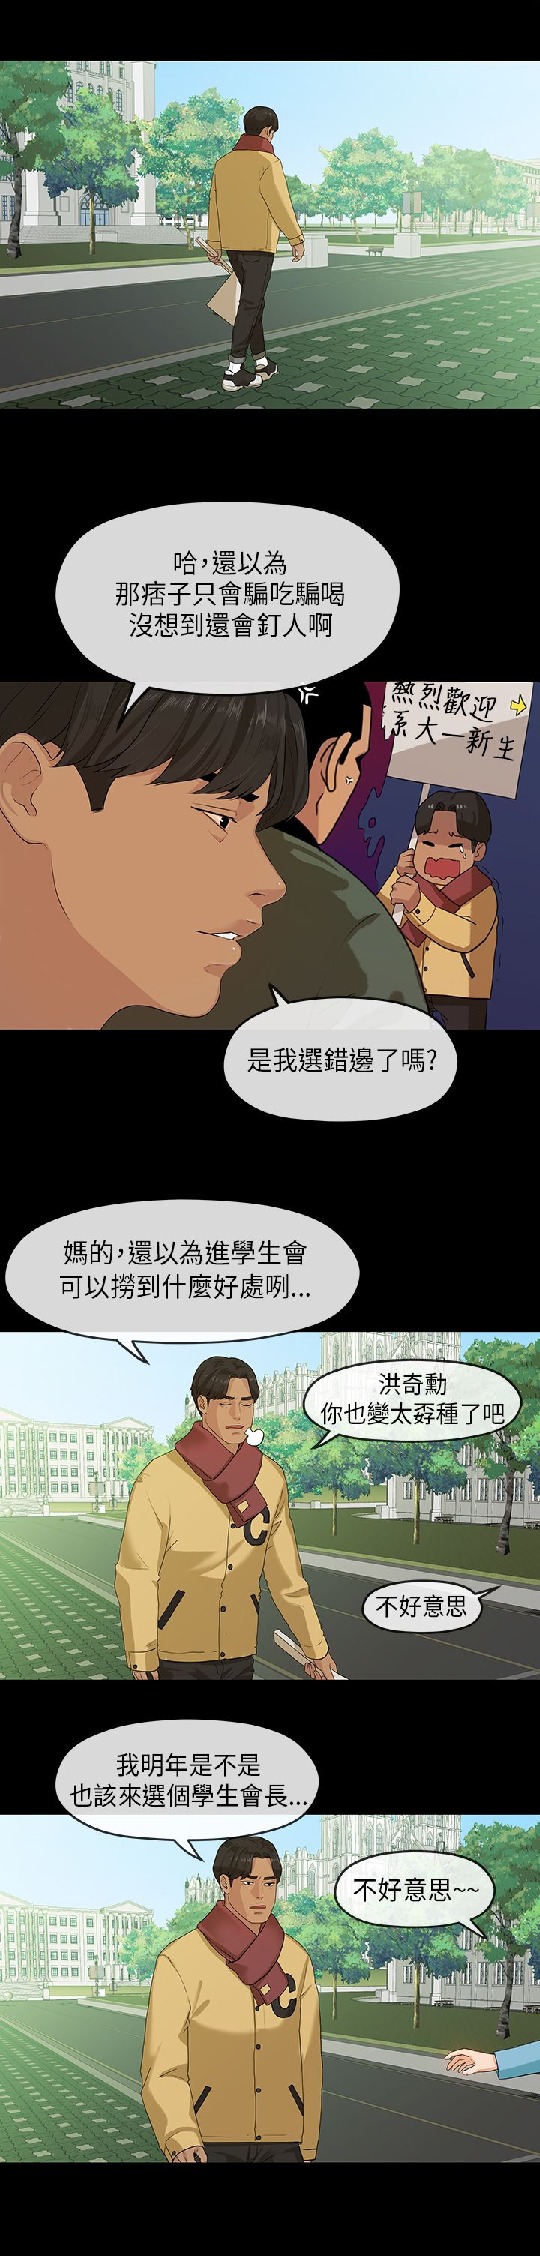 哈，還以為
那痞子只會騙吃騙喝
沒想到還會釘人啊
熱烈歡迎
系大一新生
是我選錯邊了嗎?
媽的，還以為進學生會
可以撈到什麼好處咧...
洪奇勳
你也變太孬種了吧
不好意思
我明年是不是
也該來選個學生會長...
不好意思~~
C
C